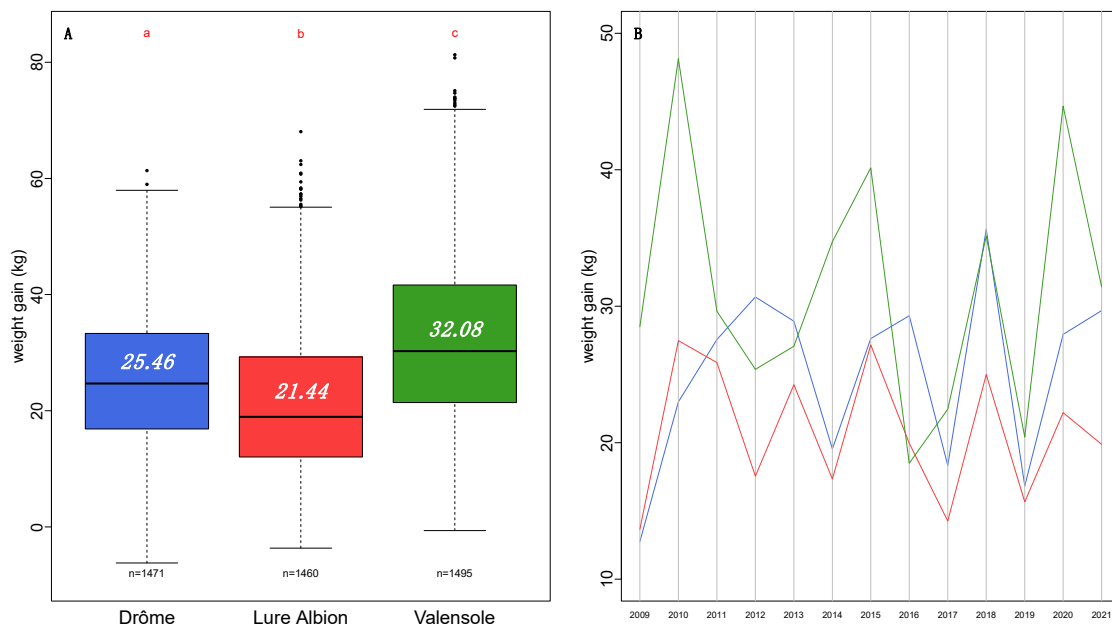 A
a
b
c
weight gain (kg)
80
60
40
20
0
25.46
21.44
32.08
n=1471
n=1460
n=1495
Drôme
Lure Albion
Valensole
B
weight gain (kg)
50
40
30
20
10
2009 2010 2011 2012 2013 2014 2015 2016 2017 2018 2019 2020 2021